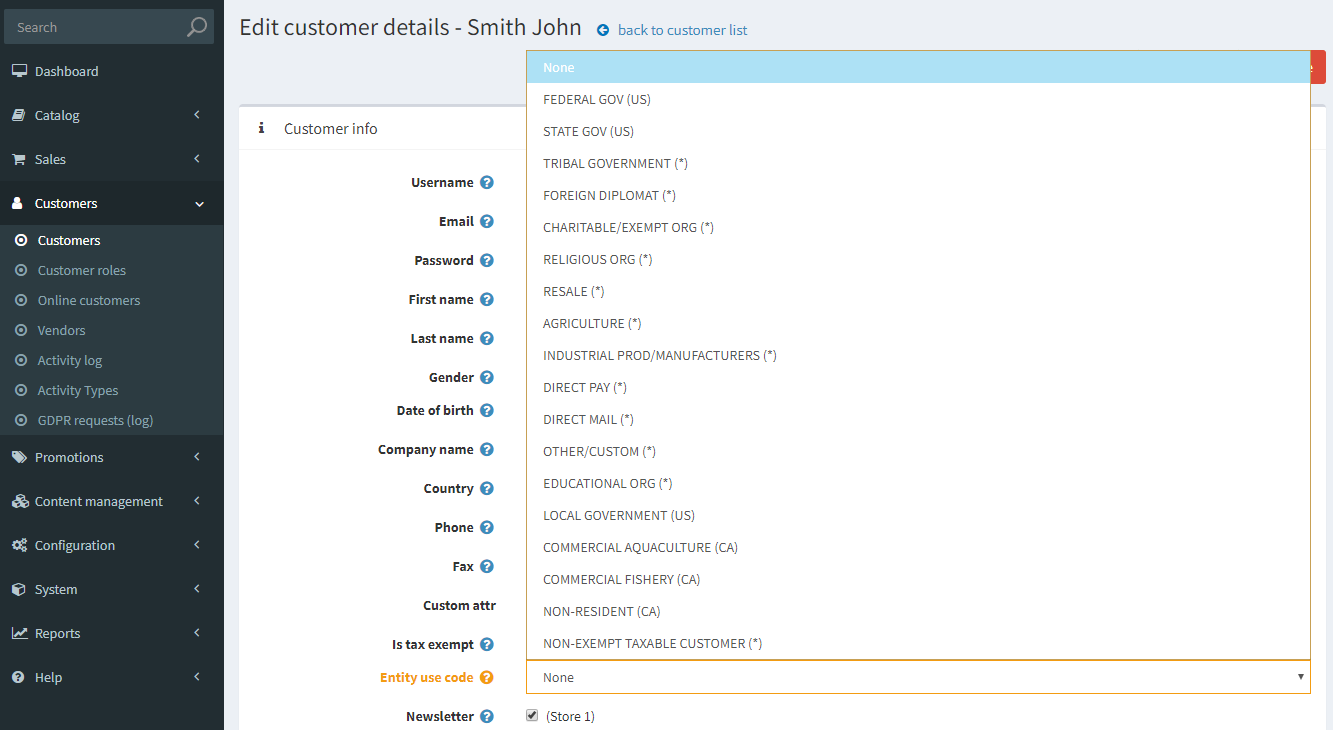 Search
Dashboard
Catalog
Sales
Customers
Customers
Customer roles
Online customers
Vendors
Activity log
Activity Types
GDPR requests (log)
Promotions
Content management
Configuration
System
Reports
Help
Edit customer details - Smith John back to customer list
Customer info
Username
Email
Password
First name
Last name
Gender
Date of birth
Company name
Country
Phone
Fax
Custom attr
Is tax exempt
Entity use code
Newsletter
None
FEDERAL GOV (US)
STATE GOV (US)
TRIBAL GOVERNMENT (*)
FOREIGN DIPLOMAT (*)
CHARITABLE/EXEMPT ORG (*)
RELIGIOUS ORG (*)
RESALE (*)
AGRICULTURE (*)
INDUSTRIAL PROD/MANUFACTURERS (*)
DIRECT PAY (*)
DIRECT MAIL (*)
OTHER/CUSTOM (*)
EDUCATIONAL ORG (*)
LOCAL GOVERNMENT (US)
COMMERCIAL AQUACULTURE (CA)
COMMERCIAL FISHERY (CA)
NON-RESIDENT (CA)
NON-EXEMPT TAXABLE CUSTOMER (*)
None
(Store 1)